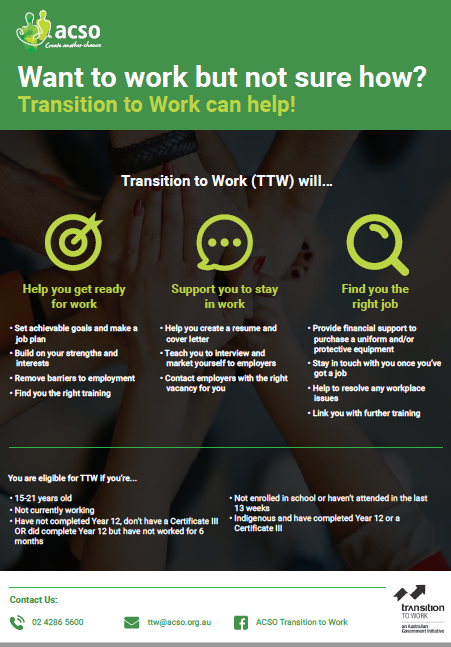 acso
Create another chance
Want to work but not sure how?
Transition to Work can help!
Transition to Work (TTW) will...
Help you get ready
for work
• Set achievable goals and make a
job plan
• Build on your strengths and
interests
• Remove barriers to employment
• Find you the right training
Support you to stay
in work
• Help you create a resume and
cover letter
• Teach you to interview and
market yourself to employers
• Contact employers with the right
vacancy for you
Find you the
right job
• Provide financial support to
purchase a uniform and/or
protective equipment
• Stay in touch with you once you've
got a job
• Help to resolve any workplace
issues
• Link you with further training
You are eligible for TTW if you're...
• 15-21 years old
• Not currently working
• Have not completed Year 12, don't have a Certificate III
OR did complete Year 12 but have not worked for 6
months
• Not enrolled in school or haven't attended in the last
13 weeks
• Indigenous and have completed Year 12 or a
Certificate III
Contact Us:
02 4286 5600
ttw@acso.org.au
ACSO Transition to Work
transition
TO WORK
an Australian
Government Initiative